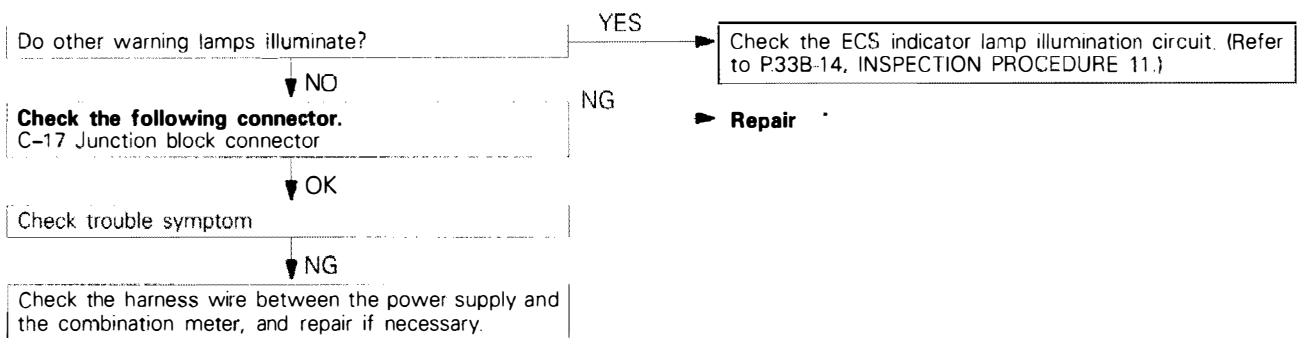 Do other warning lamps illuminate?
YES
Check the ECS indicator lamp illumination circuit. (Refer
to P.33B-14, INSPECTION PROCEDURE 11.)
NO
Check the following connector.
C-17 Junction block connector
NG
Repair
OK
Check trouble symptom
NG
Check the harness wire between the power supply and
the combination meter, and repair if necessary.